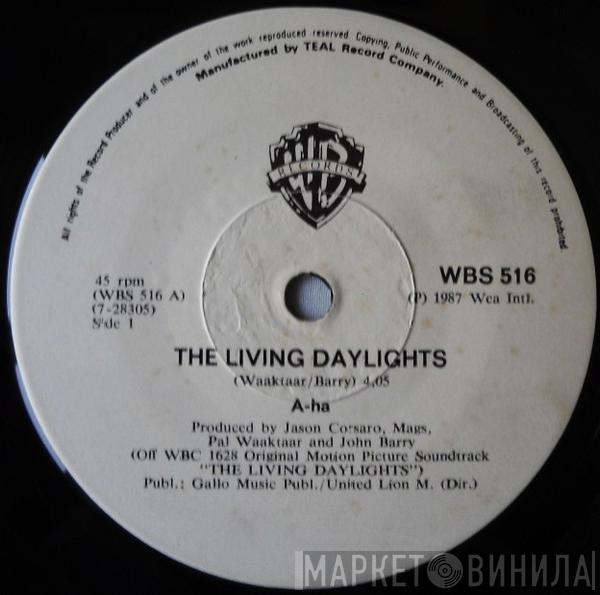 All rights of the Record Producer and of the owner of the work reproduced reserved Copying, Public Performance and Broadcasting of this record prohibited.
Manufactured by TEAL Record Company.
WB
RECORDS
45 rpm
(WBS 516 A)
(7-28305)
Side 1
WBS 516
(P) 1987 Wea Intl.
THE LIVING DAYLIGHTS
(Waaktaar/Barry) 4.05
A-ha
Produced by Jason Corsaro, Mags,
Pal Waaktaar and John Barry
(Off WBC 1628 Original Motion Picture Soundtrack
"THE LIVING DAYLIGHTS")
Publ.: Gallo Music Publ./United Lion M. (Dir.)
МАРКЕТ ВИНИЛА